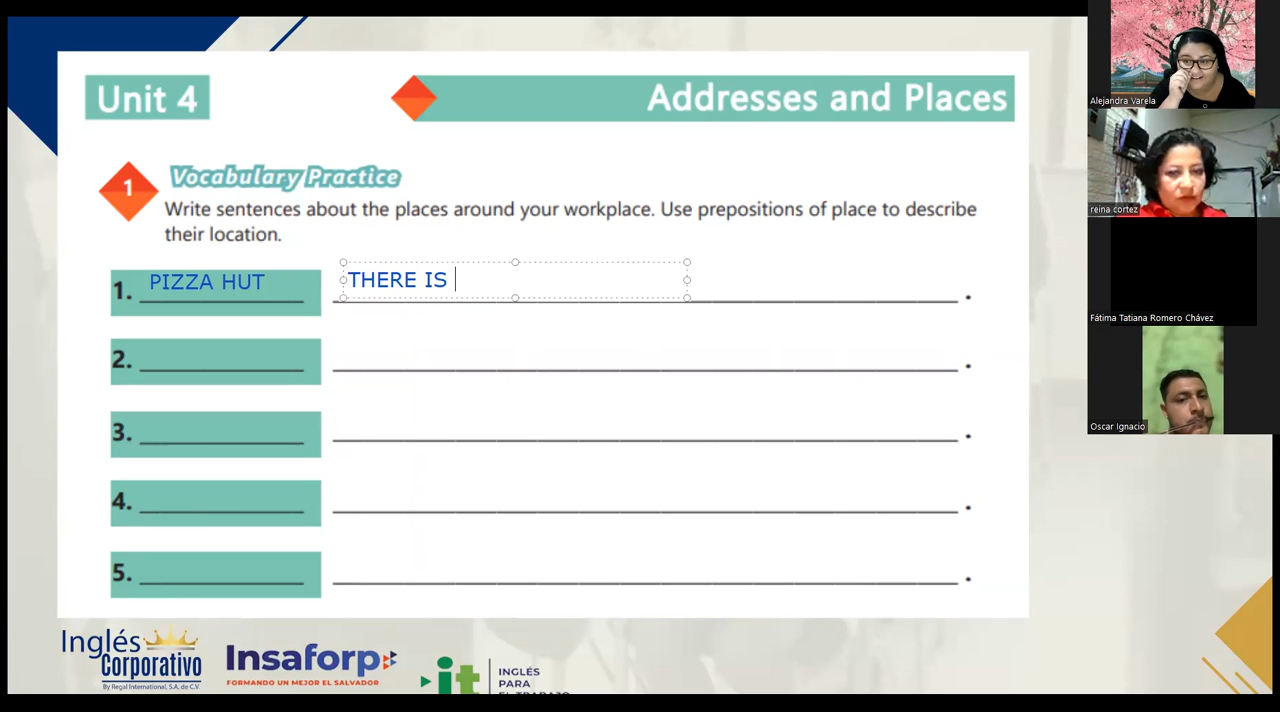 Unit 4
Addresses and Places
1
Vocabulary Practice
Write sentences about the places around your workplace. Use prepositions of place to describe
their location.
1. PIZZA HUT THERE IS .
2. .
3. .
4. .
5. .
Inglés
Corporativo
By Regal International, S.A. de C.V.
Insaforp
FORMANDO UN MEJOR EL SALVADOR
it
INGLÉS
PARA
EL TRABAJO
Alejandra Varela
reina cortez
Fátima Tatiana Romero Chávez
Oscar Ignacio